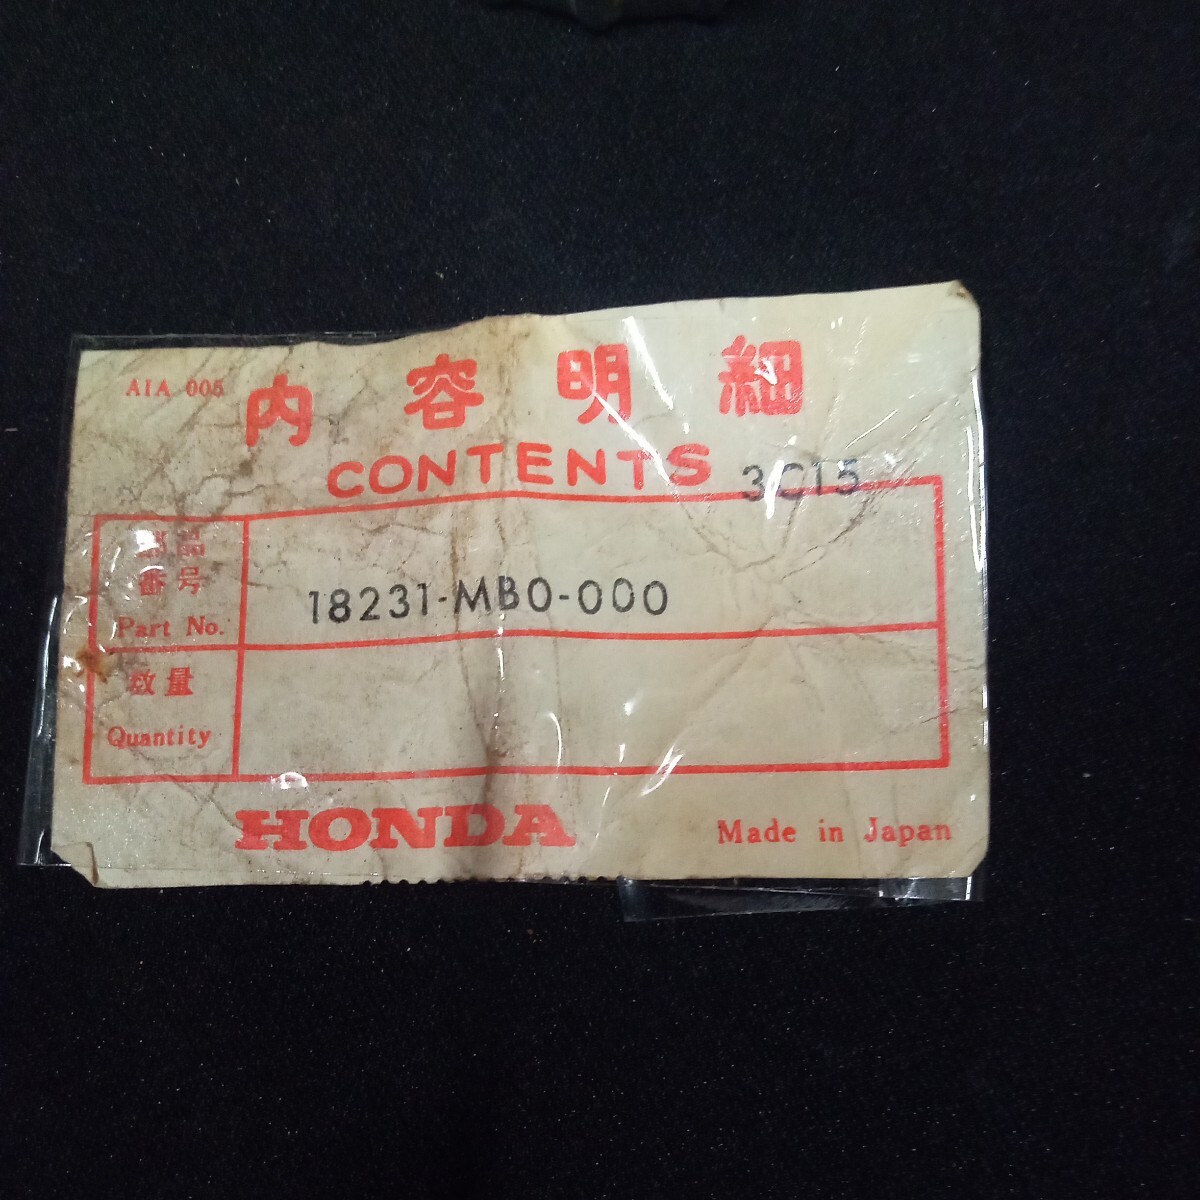 AIA 005
内容明細
CONTENTS
3C15
部品
番号
Part No.
18231-MB0-000
数量
Quantity
HONDA
Made in Japan